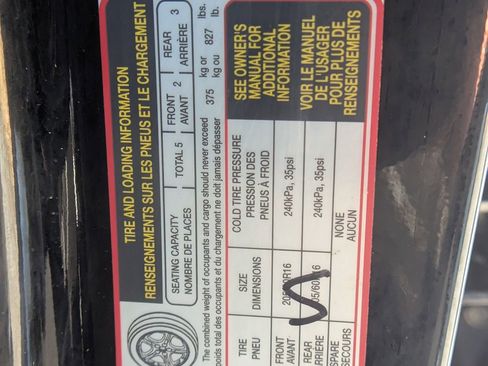 TIRE AND LOADING INFORMATION
RENSEIGNEMENTS SUR LES PNEUS ET LE CHARGEMENT
SEATING CAPACITY
NOMBRE DE PLACES
TOTAL 5
FRONT
AVANT
2
REAR
ARRIÈRE
3
The combined weight of occupants and cargo should never exceed 375 kg or 827 lbs.
Le poids total des occupants et du chargement ne doit jamais dépasser kg ou lb.
TIRE
PNEU
SIZE
DIMENSIONS
COLD TIRE PRESSURE
PRESSION DES
PNEUS À FROID
FRONT
AVANT
240kPa, 35psi
REAR
240kPa, 35psi
NONE
AUCUN
SEE OWNER'S
MANUAL FOR
ADDITIONAL
INFORMATION
VOIR LE MANUEL
DE L'USAGER
POUR PLUS DE
RENSEIGNEMENTS